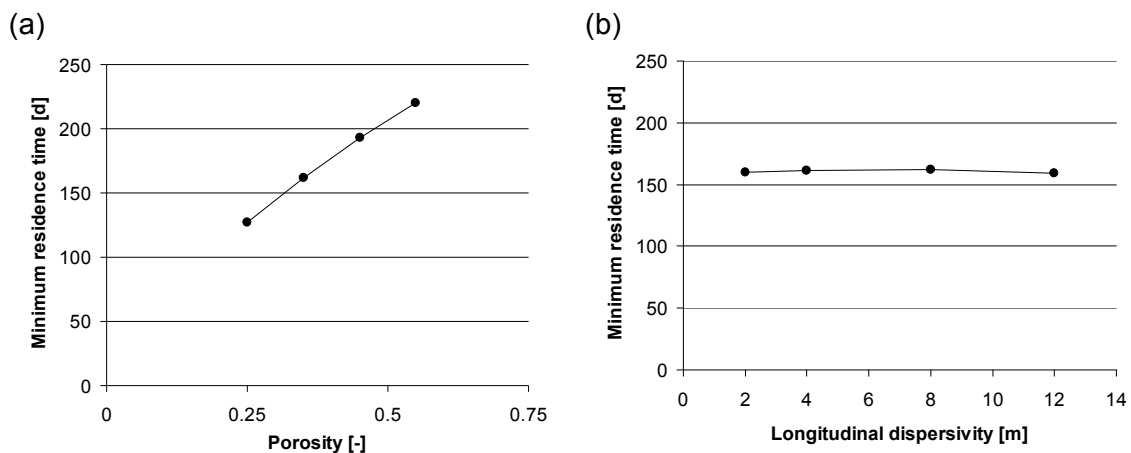 (a)
250
200
150
100
50
0
Minimum residence time [d]
0 0.25 0.5 0.75
Porosity [-]
(b)
250
200
150
100
50
0
Minimum residence time [d]
0 2 4 6 8 10 12 14
Longitudinal dispersivity [m]